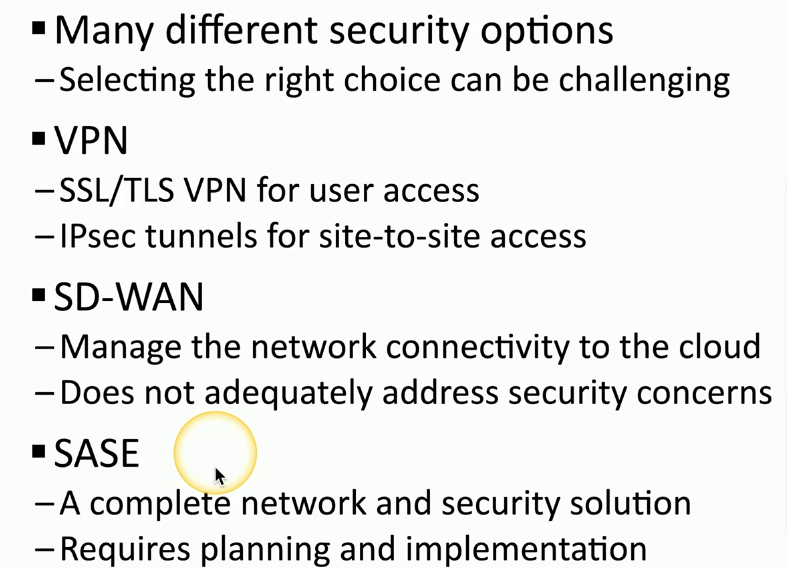 ▪ Many different security options
– Selecting the right choice can be challenging
▪ VPN
– SSL/TLS VPN for user access
– IPsec tunnels for site-to-site access
▪ SD-WAN
– Manage the network connectivity to the cloud
– Does not adequately address security concerns
▪ SASE
– A complete network and security solution
– Requires planning and implementation